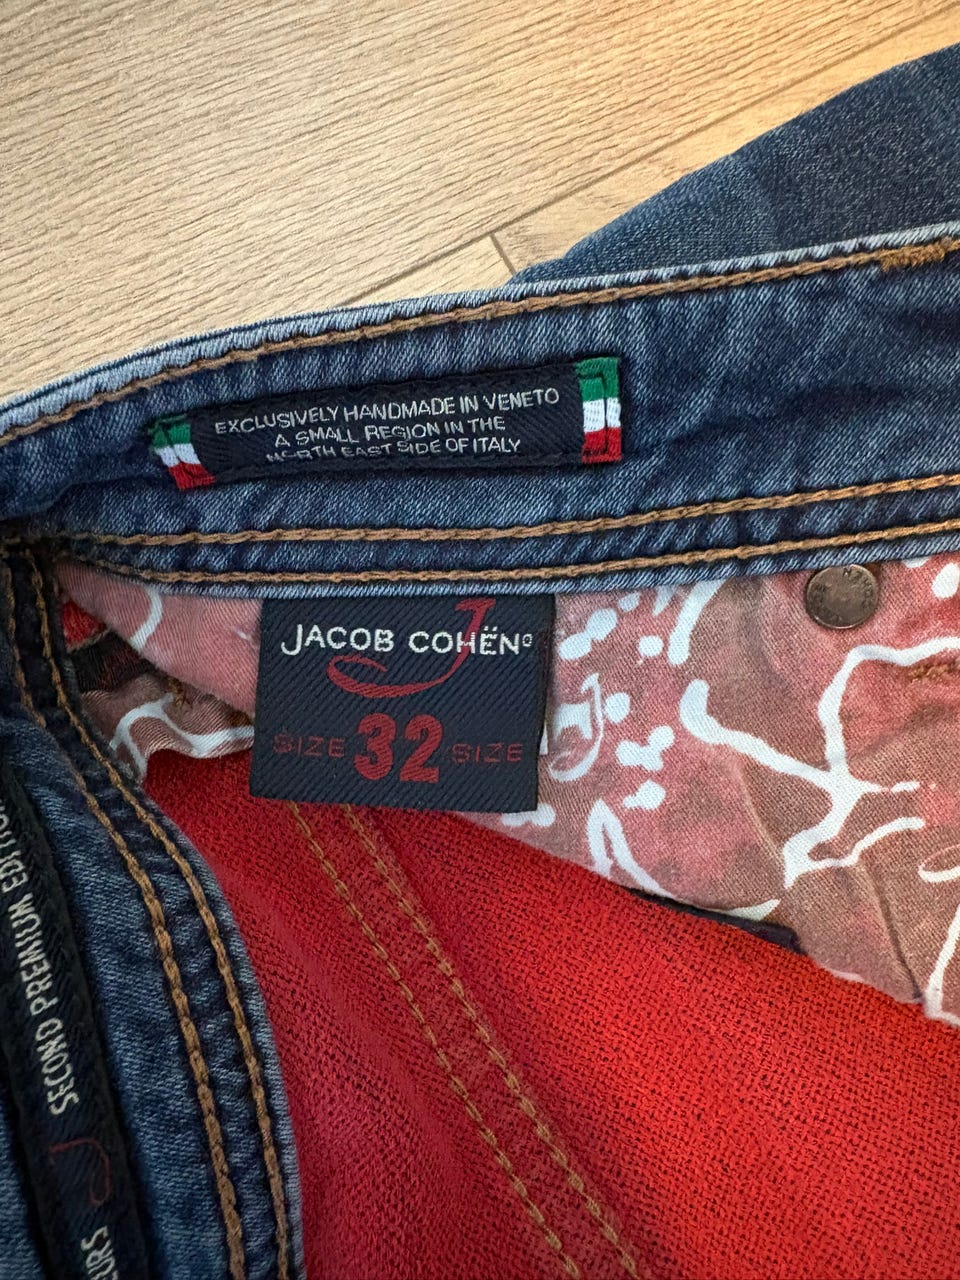 EXCLUSIVELY HANDMADE IN VENETO
A SMALL REGION IN THE
NORTH EAST SIDE OF ITALY
JACOB COHËN
J
SIZE 32 SIZE
J SECOND PREMIUM EDITION